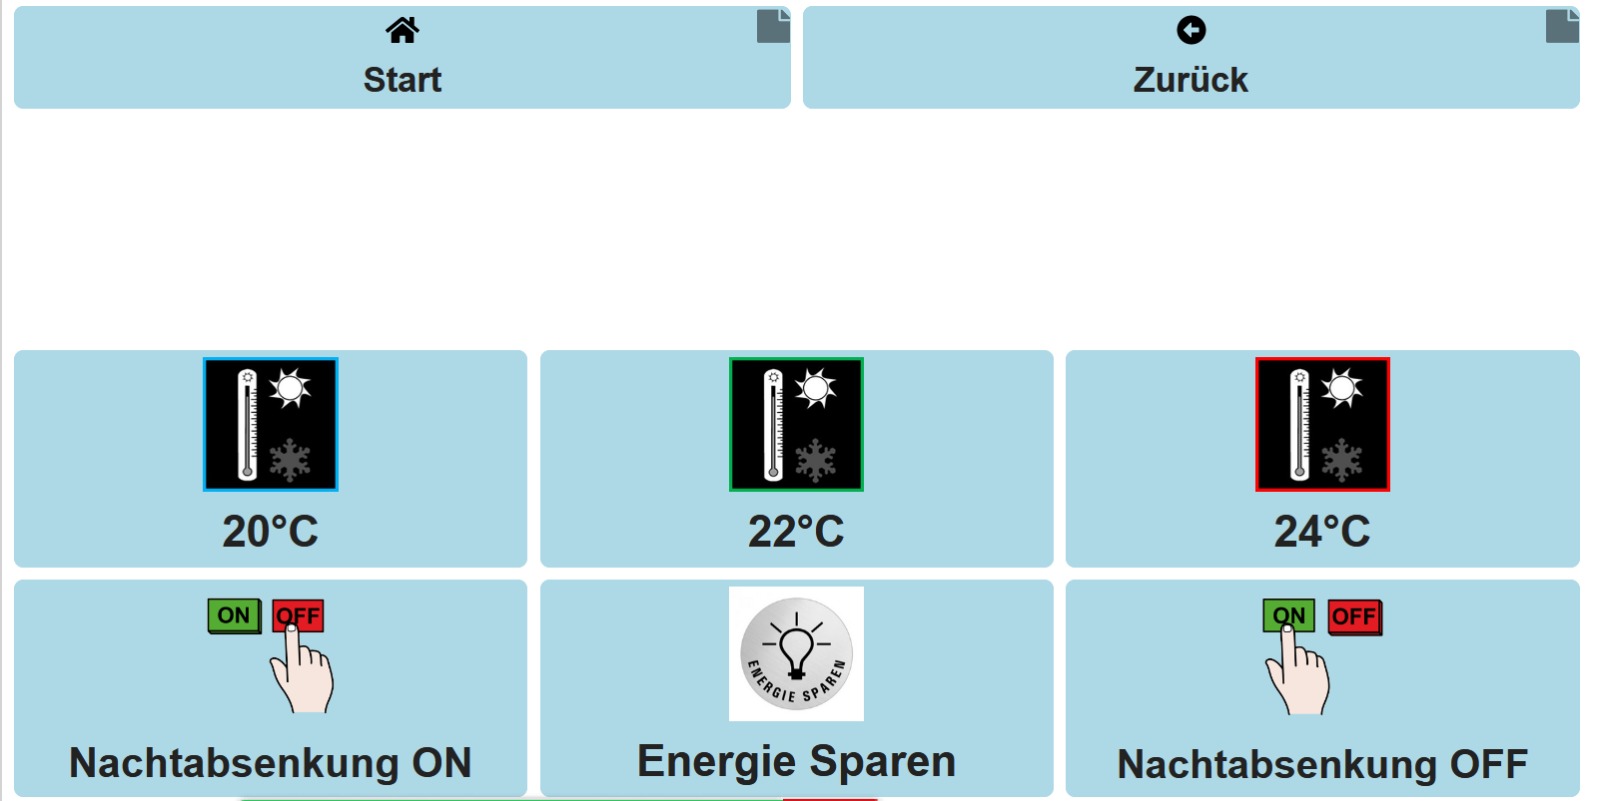 Start
Zurück
20°C
22°C
24°C
ON OFF
Nachtabsenkung ON
ENERGIE SPAREN
Energie Sparen
ON OFF
Nachtabsenkung OFF